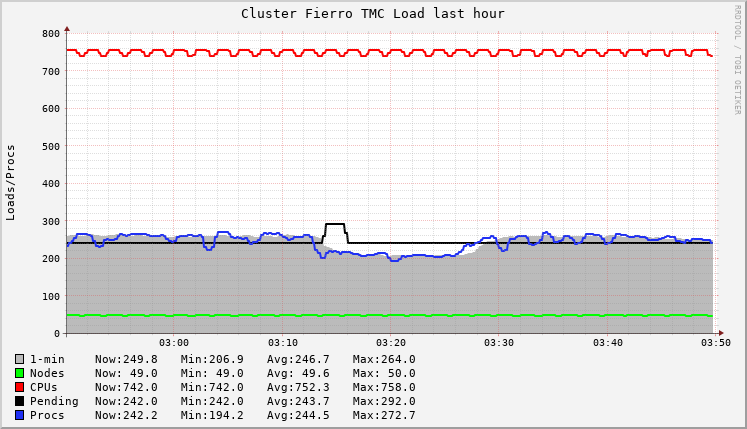 Cluster Fierro TMC Load last hour
RRDTOOL / TOBI OETIKER
Loads/Procs
800
700
600
500
400
300
200
100
0
03:00 03:10 03:20 03:30 03:40 03:50
1-min Now:249.8 Min:206.9 Avg:246.7 Max:264.0
Nodes Now: 49.0 Min: 49.0 Avg: 49.6 Max: 50.0
CPUs Now:742.0 Min:742.0 Avg:752.3 Max:758.0
Pending Now:242.0 Min:242.0 Avg:243.7 Max:292.0
Procs Now:242.2 Min:194.2 Avg:244.5 Max:272.7